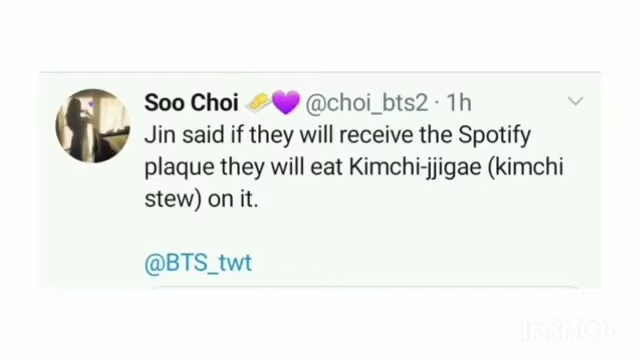 Soo Choi 🧈💜 @choi_bts2 · 1h
Jin said if they will receive the Spotify
plaque they will eat Kimchi-jjigae (kimchi
stew) on it.
@BTS_twt